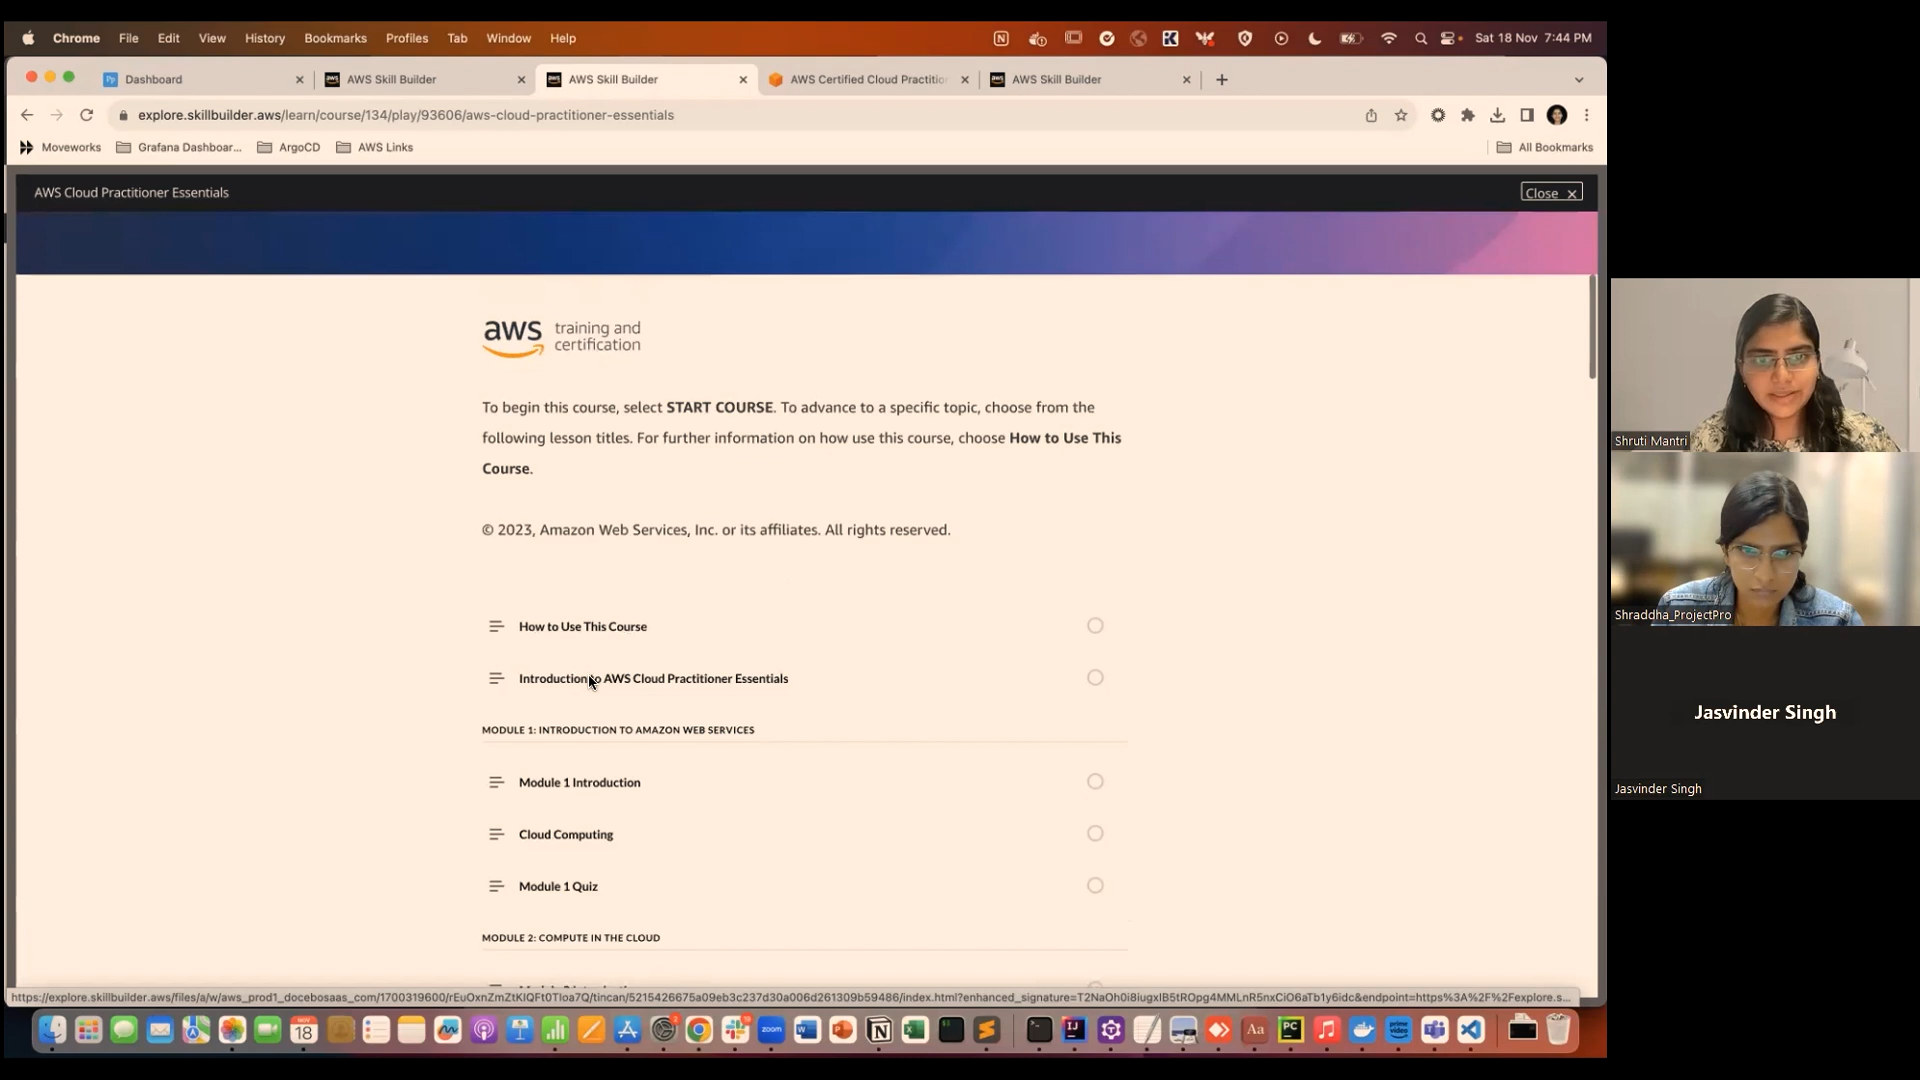 Chrome File Edit View History Bookmarks Profiles Tab Window Help
Sat 18 Nov 7:44 PM
Dashboard
AWS Skill Builder
AWS Skill Builder
AWS Certified Cloud Practitio
AWS Skill Builder
explore.skillbuilder.aws/learn/course/134/play/93606/aws-cloud-practitioner-essentials
Moveworks
Grafana Dashboar...
ArgoCD
AWS Links
All Bookmarks
AWS Cloud Practitioner Essentials
Close
aws training and
certification
To begin this course, select START COURSE. To advance to a specific topic, choose from the
following lesson titles. For further information on how use this course, choose How to Use This
Course.
© 2023, Amazon Web Services, Inc. or its affiliates. All rights reserved.
How to Use This Course
Introduction to AWS Cloud Practitioner Essentials
MODULE 1: INTRODUCTION TO AMAZON WEB SERVICES
Module 1 Introduction
Cloud Computing
Module 1 Quiz
MODULE 2: COMPUTE IN THE CLOUD
NOV
18
zoom
Aa
PC
prime
video
Shruti Mantri
Shraddha_ProjectPro
Jasvinder Singh
Jasvinder Singh